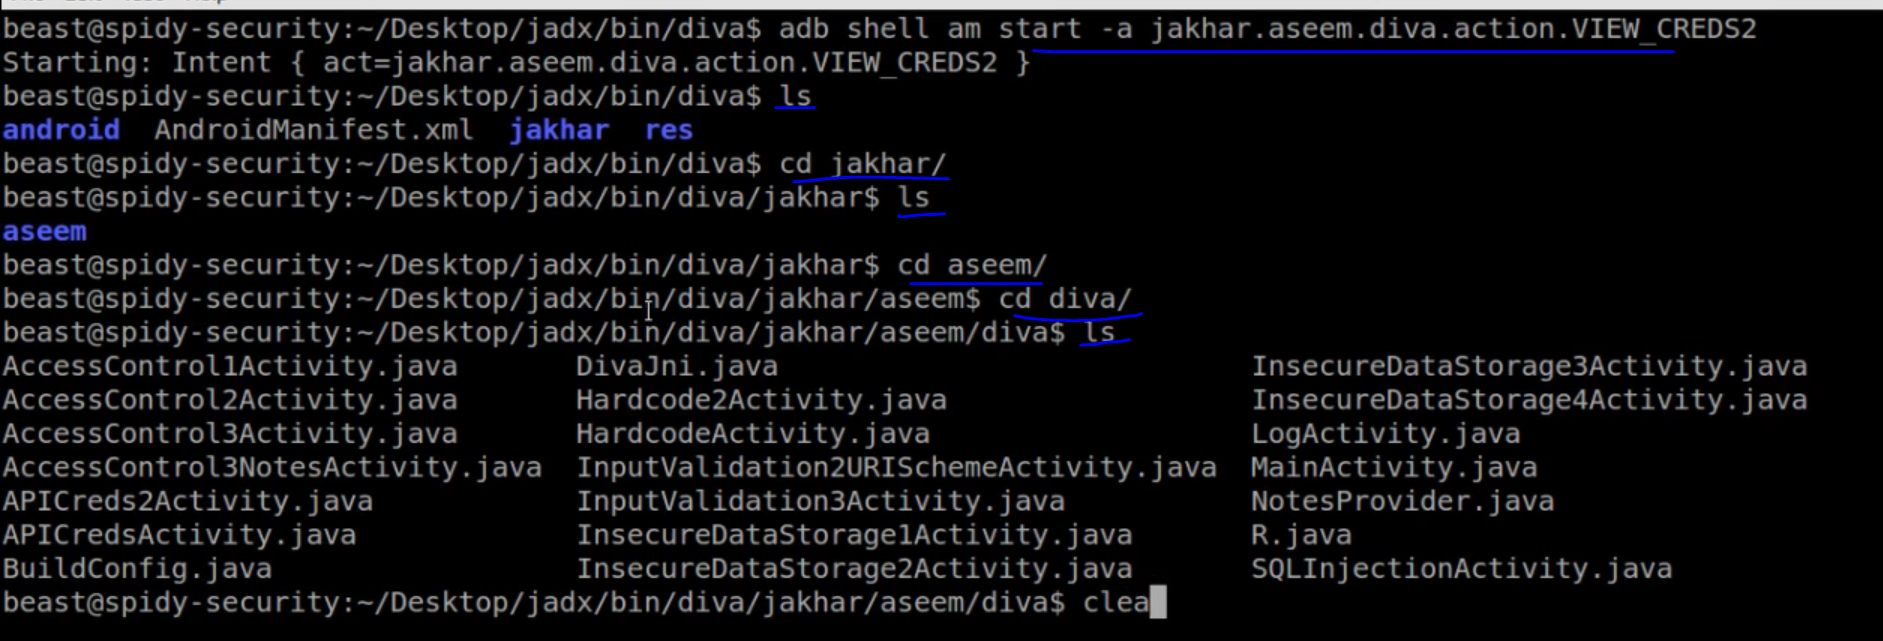 beast@spidy-security:~/Desktop/jadx/bin/diva$ adb shell am start -a jakhar.aseem.diva.action.VIEW_CREDS2
Starting: Intent { act=jakhar.aseem.diva.action.VIEW_CREDS2 }
beast@spidy-security:~/Desktop/jadx/bin/diva$ ls
android  AndroidManifest.xml  jakhar  res
beast@spidy-security:~/Desktop/jadx/bin/diva$ cd jakhar/
beast@spidy-security:~/Desktop/jadx/bin/diva/jakhar$ ls
aseem
beast@spidy-security:~/Desktop/jadx/bin/diva/jakhar$ cd aseem/
beast@spidy-security:~/Desktop/jadx/bin/diva/jakhar/aseem$ cd diva/
beast@spidy-security:~/Desktop/jadx/bin/diva/jakhar/aseem/diva$ ls
AccessControl1Activity.java       DivaJni.java                            InsecureDataStorage3Activity.java
AccessControl2Activity.java       Hardcode2Activity.java                  InsecureDataStorage4Activity.java
AccessControl3Activity.java       HardcodeActivity.java                   LogActivity.java
AccessControl3NotesActivity.java  InputValidation2URISchemeActivity.java  MainActivity.java
APICreds2Activity.java            InputValidation3Activity.java           NotesProvider.java
APICredsActivity.java             InsecureDataStorage1Activity.java       R.java
BuildConfig.java                  InsecureDataStorage2Activity.java       SQLInjectionActivity.java
beast@spidy-security:~/Desktop/jadx/bin/diva/jakhar/aseem/diva$ clea